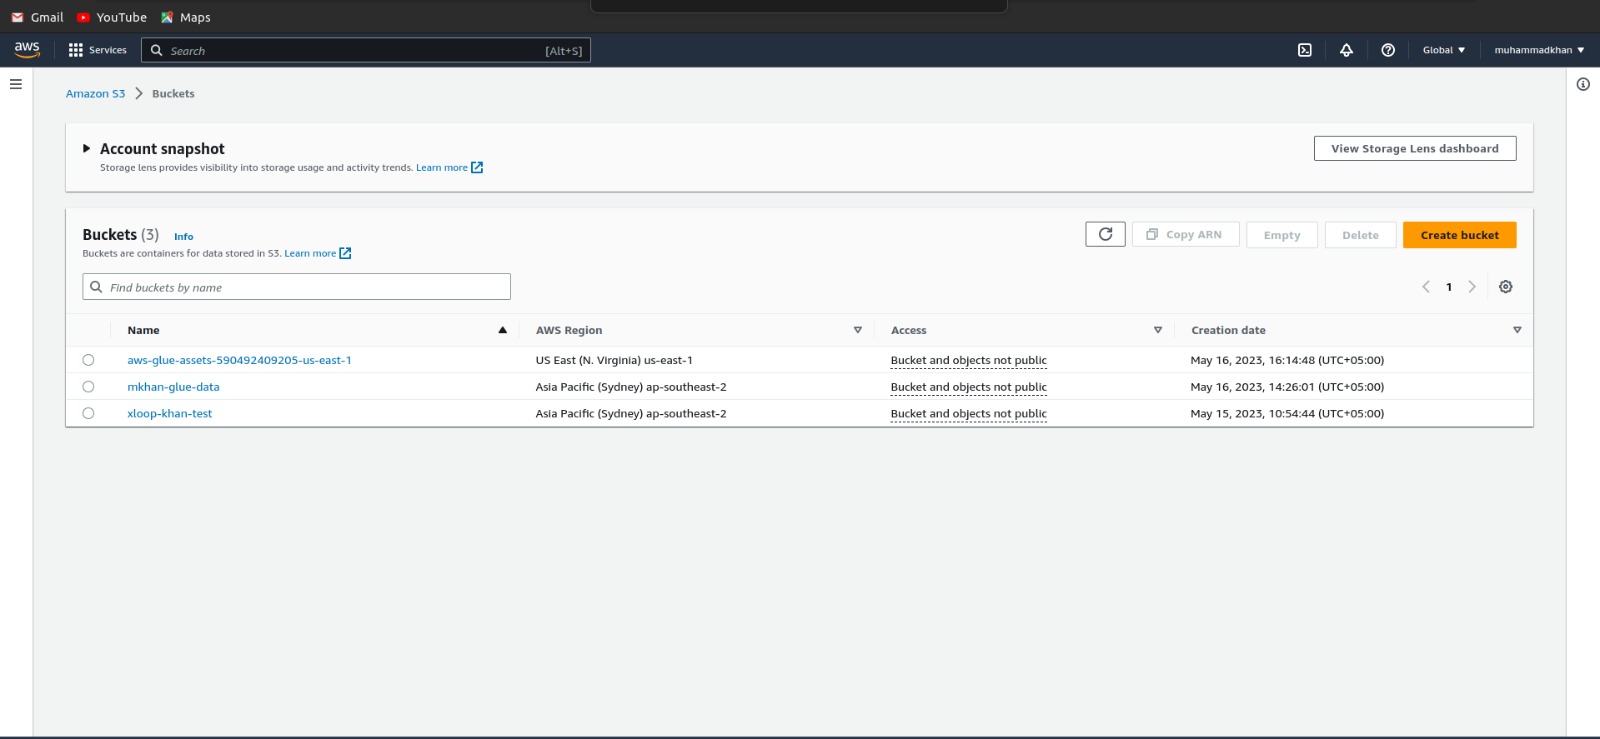 Gmail YouTube Maps
aws Services Search [Alt+S] Global muhammadkhan
Amazon S3 Buckets
Account snapshot View Storage Lens dashboard
Storage lens provides visibility into storage usage and activity trends. Learn more
Buckets (3) Info Copy ARN Empty Delete Create bucket
Buckets are containers for data stored in S3. Learn more
Find buckets by name 1
Name AWS Region Access Creation date
aws-glue-assets-590492409205-us-east-1 US East (N. Virginia) us-east-1 Bucket and objects not public May 16, 2023, 16:14:48 (UTC+05:00)
mkhan-glue-data Asia Pacific (Sydney) ap-southeast-2 Bucket and objects not public May 16, 2023, 14:26:01 (UTC+05:00)
xloop-khan-test Asia Pacific (Sydney) ap-southeast-2 Bucket and objects not public May 15, 2023, 10:54:44 (UTC+05:00)